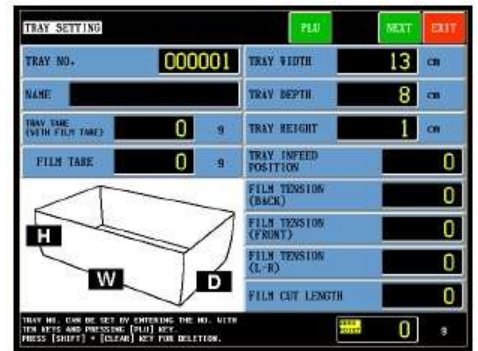 TRAY SETTING
PLU
NEXT
EXIT
TRAY NO.
000001
NAME
TRAY TARE
(WITH FILM TARE)
0 g
FILM TARE
0 g
TRAY WIDTH
13 cm
TRAY DEPTH
8 cm
TRAY HEIGHT
1 cm
TRAY INFEED
POSITION
0
FILM TENSION
(BACK)
0
FILM TENSION
(FRONT)
0
FILM TENSION
(L-R)
0
FILM CUT LENGTH
0
H
W
D
TRAY NO. CAN BE SET BY ENTERING THE NO. WITH
TEN KEYS AND PRESSING [PLU] KEY.
PRESS [SHIFT] + [CLEAR] KEY FOR DELETION.
ZERO
POINT
0 g